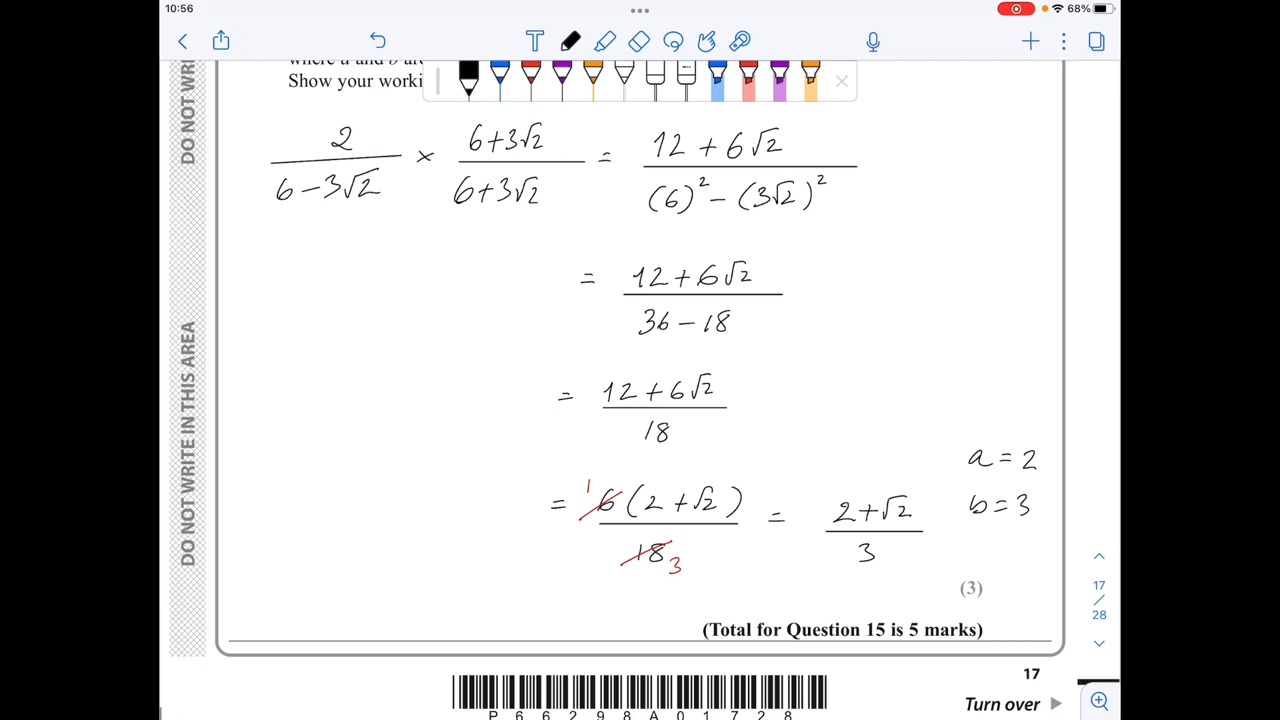 10:56
68%
where a and b are
Show your worki
DO NOT WRI
DO NOT WRITE IN THIS AREA
2/(6-3√2) × (6+3√2)/(6+3√2) = (12+6√2)/((6)²-(3√2)²)
= (12+6√2)/(36-18)
= (12+6√2)/18
= 6(2+√2)/18 = (2+√2)/3
1
3
a=2
b=3
(3)
(Total for Question 15 is 5 marks)
17
/
28
17
Turn over
P 6 6 2 9 8 A 0 1 7 2 8